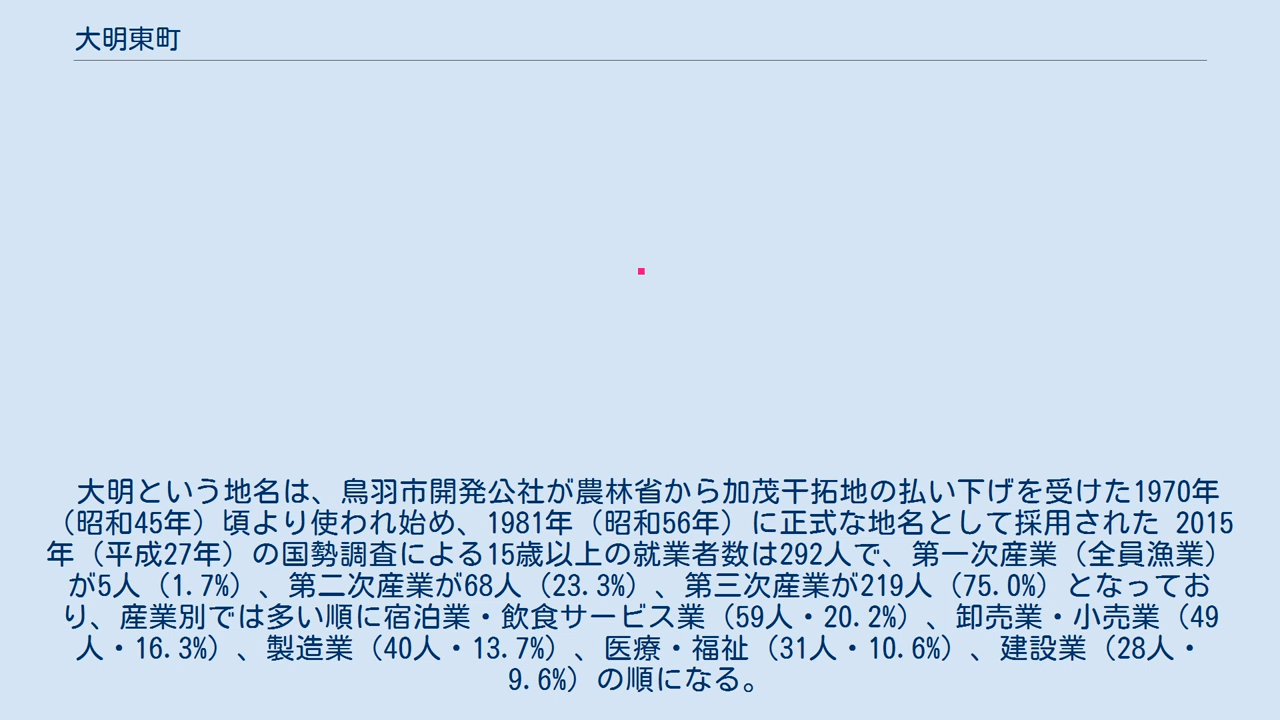 大明東町
大明という地名は、鳥羽市開発公社が農林省から加茂干拓地の払い下げを受けた1970年
（昭和45年）頃より使われ始め、1981年（昭和56年）に正式な地名として採用された 2015
年（平成27年）の国勢調査による15歳以上の就業者数は292人で、第一次産業（全員漁業）
が5人（1.7%）、第二次産業が68人（23.3%）、第三次産業が219人（75.0%）となってお
り、産業別では多い順に宿泊業・飲食サービス業（59人・20.2%）、卸売業・小売業（49
人・16.3%）、製造業（40人・13.7%）、医療・福祉（31人・10.6%）、建設業（28人・
9.6%）の順になる。